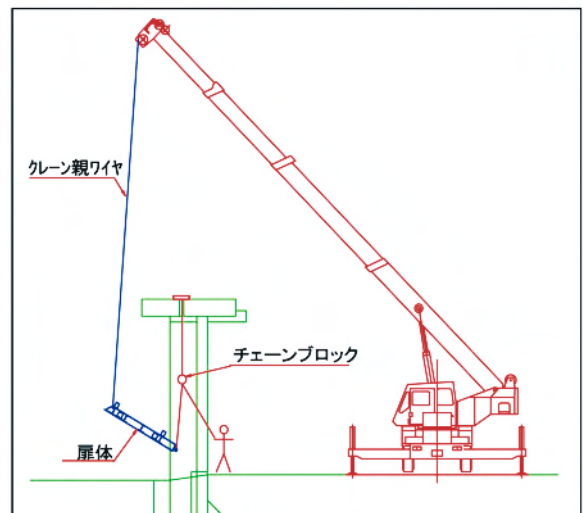 クレーン親ワイヤ
チェーンブロック
扉体